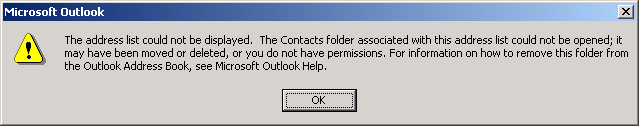 Microsoft Outlook
The address list could not be displayed.  The Contacts folder associated with this address list could not be opened; it
may have been moved or deleted, or you do not have permissions. For information on how to remove this folder from
the Outlook Address Book, see Microsoft Outlook Help.
OK